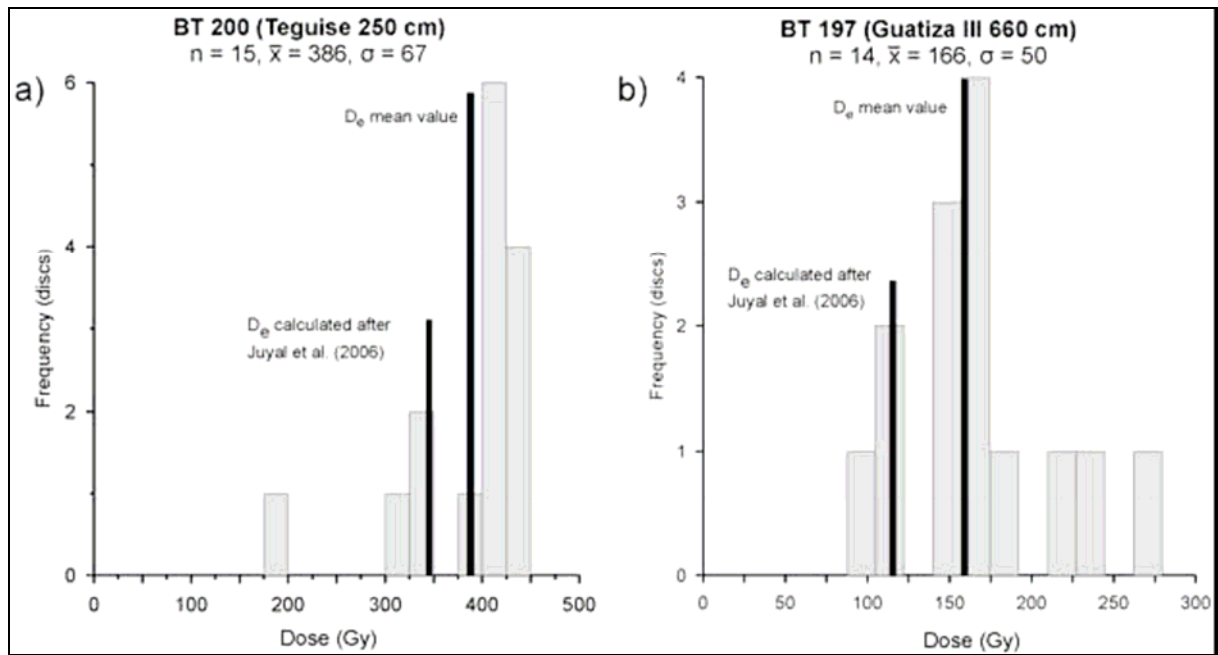 BT 200 (Teguise 250 cm)
n = 15, x̅ = 386, σ = 67
a)
6
4
2
0
Frequency (discs)
De mean value
De calculated after
Juyal et al. (2006)
0 100 200 300 400 500
Dose (Gy)
BT 197 (Guatiza III 660 cm)
n = 14, x̅ = 166, σ = 50
b)
4
3
2
1
0
Frequency (discs)
De mean value
De calculated after
Juyal et al. (2006)
0 50 100 150 200 250 300
Dose (Gy)